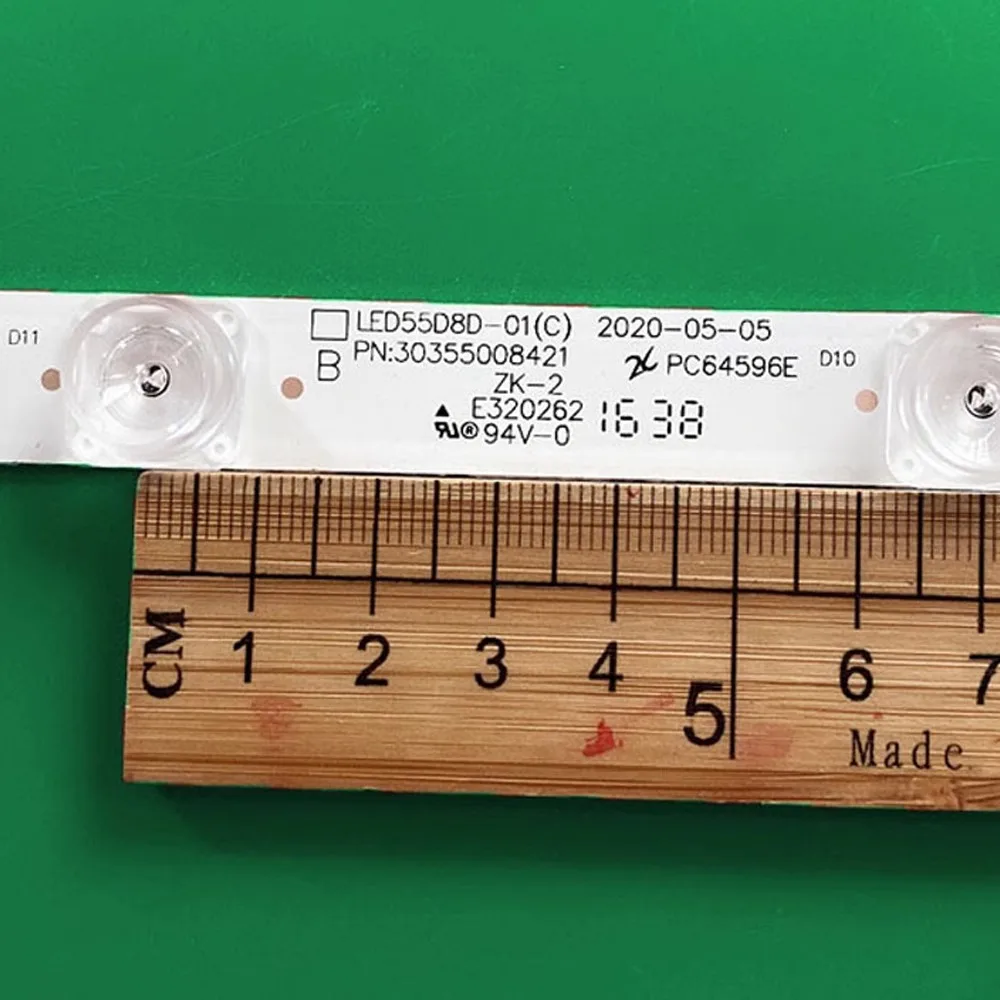 D11
LED55D8D-01(C) 2020-05-05
B PN:30355008421 PC64596E D10
ZK-2
E320262 1638
94V-0
CM 1 2 3 4 5 6 7
Made